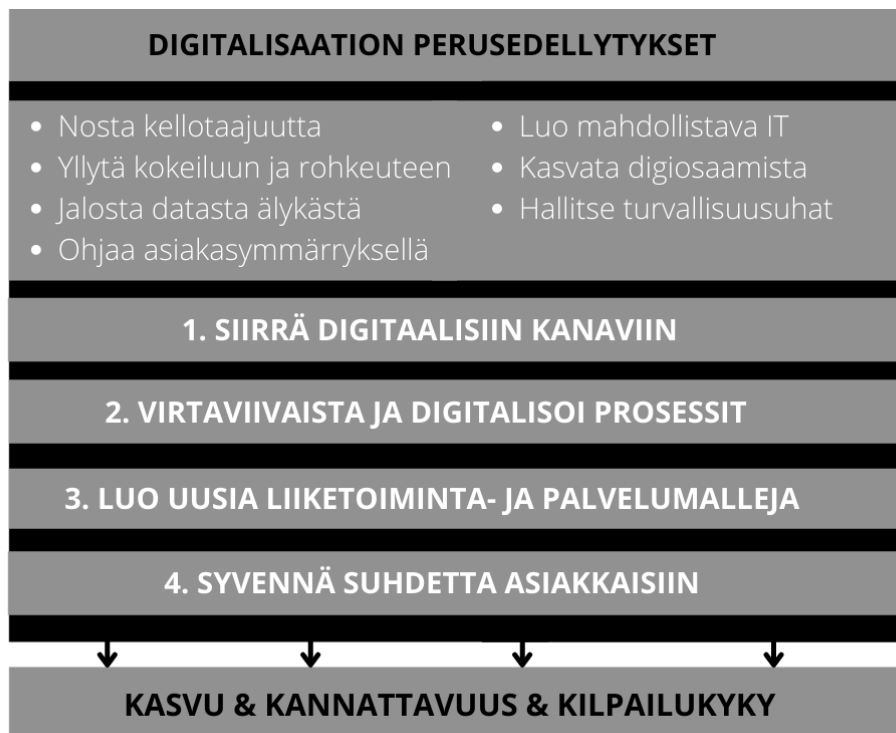 DIGITALISAATION PERUSEDELLYTYKSET
• Nosta kellotaajuutta
• Yllytä kokeiluun ja rohkeuteen
• Jalosta datasta älykästä
• Ohjaa asiakasymmärryksellä
• Luo mahdollistava IT
• Kasvata digiosaamista
• Hallitse turvallisuusuhat
1. SIIRRÄ DIGITAALISIIN KANAVIIN
2. VIRTAVIIVAISTA JA DIGITALISOI PROSESSIT
3. LUO UUSIA LIIKETOIMINTA- JA PALVELUMALLEJA
4. SYVENNÄ SUHDETTA ASIAKKAISIIN
KASVU & KANNATTAVUUS & KILPAILUKYKY